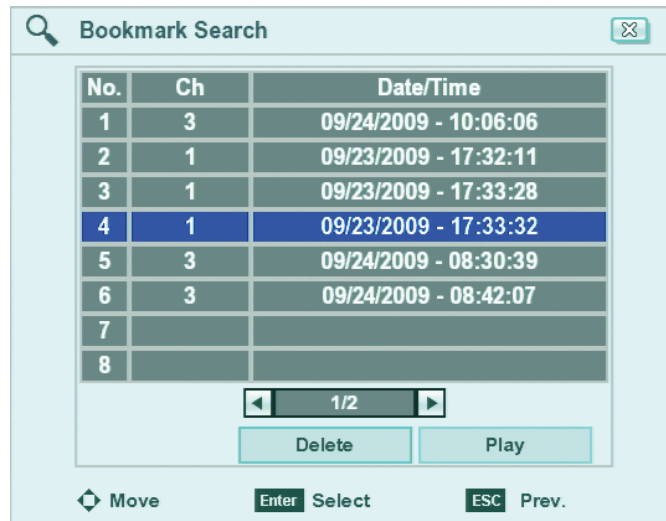 Bookmark Search
No. Ch Date/Time
1 3 09/24/2009 - 10:06:06
2 1 09/23/2009 - 17:32:11
3 1 09/23/2009 - 17:33:28
4 1 09/23/2009 - 17:33:32
5 3 09/24/2009 - 08:30:39
6 3 09/24/2009 - 08:42:07
7
8
1/2
Delete Play
Move Enter Select ESC Prev.